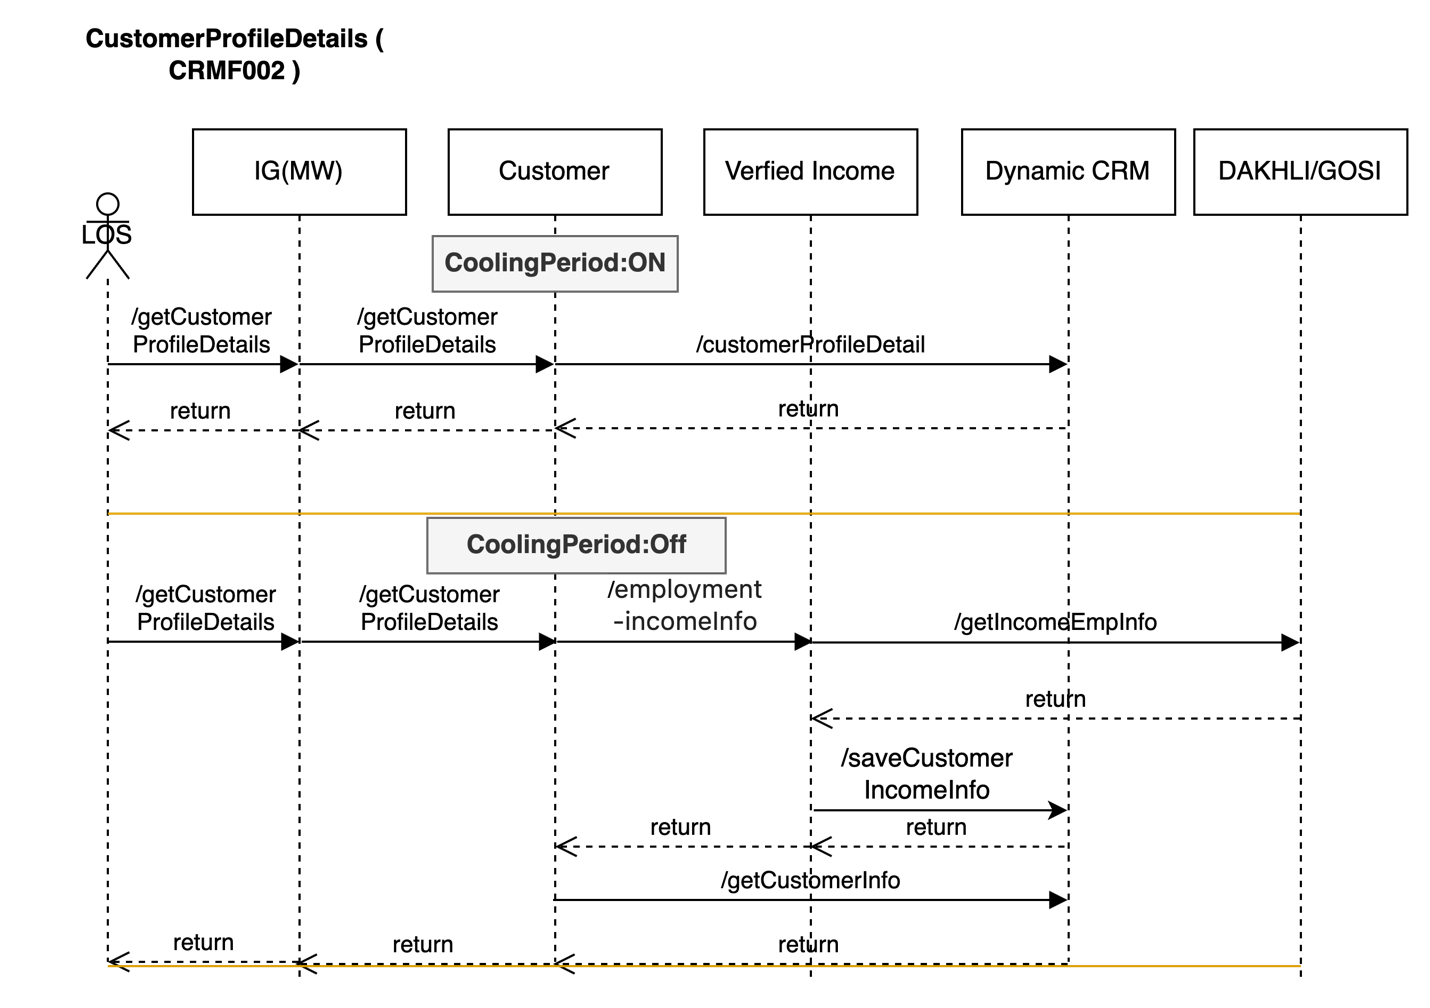 CustomerProfileDetails (
CRMF002 )
IG(MW)
Customer
Verfied Income
Dynamic CRM
DAKHLI/GOSI
LOS
CoolingPeriod:ON
/getCustomer
ProfileDetails
/getCustomer
ProfileDetails
/customerProfileDetail
return
return
return
CoolingPeriod:Off
/getCustomer
ProfileDetails
/getCustomer
ProfileDetails
/employment
-incomeInfo
/getIncomeEmpInfo
return
/saveCustomer
IncomeInfo
return
return
/getCustomerInfo
return
return
return